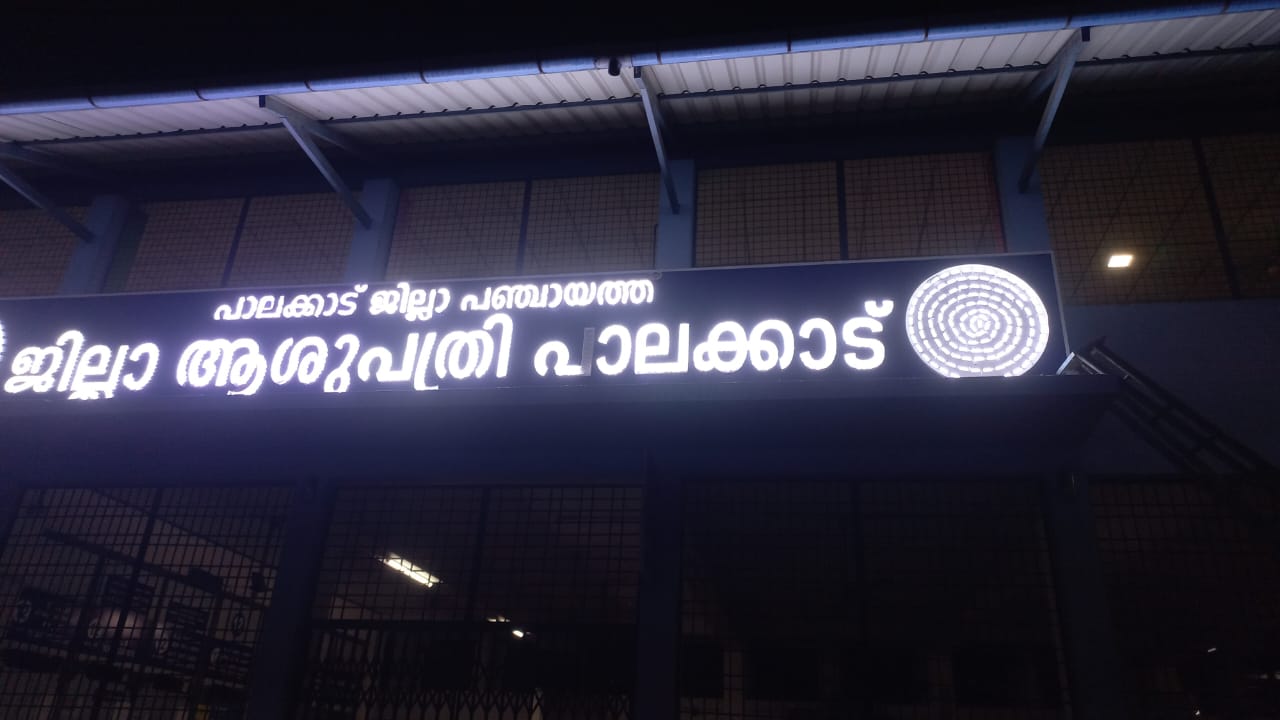 പാലക്കാട് ജില്ലാ പഞ്ചായത്ത
ജില്ലാ ആശുപത്രി പാലക്കാട്